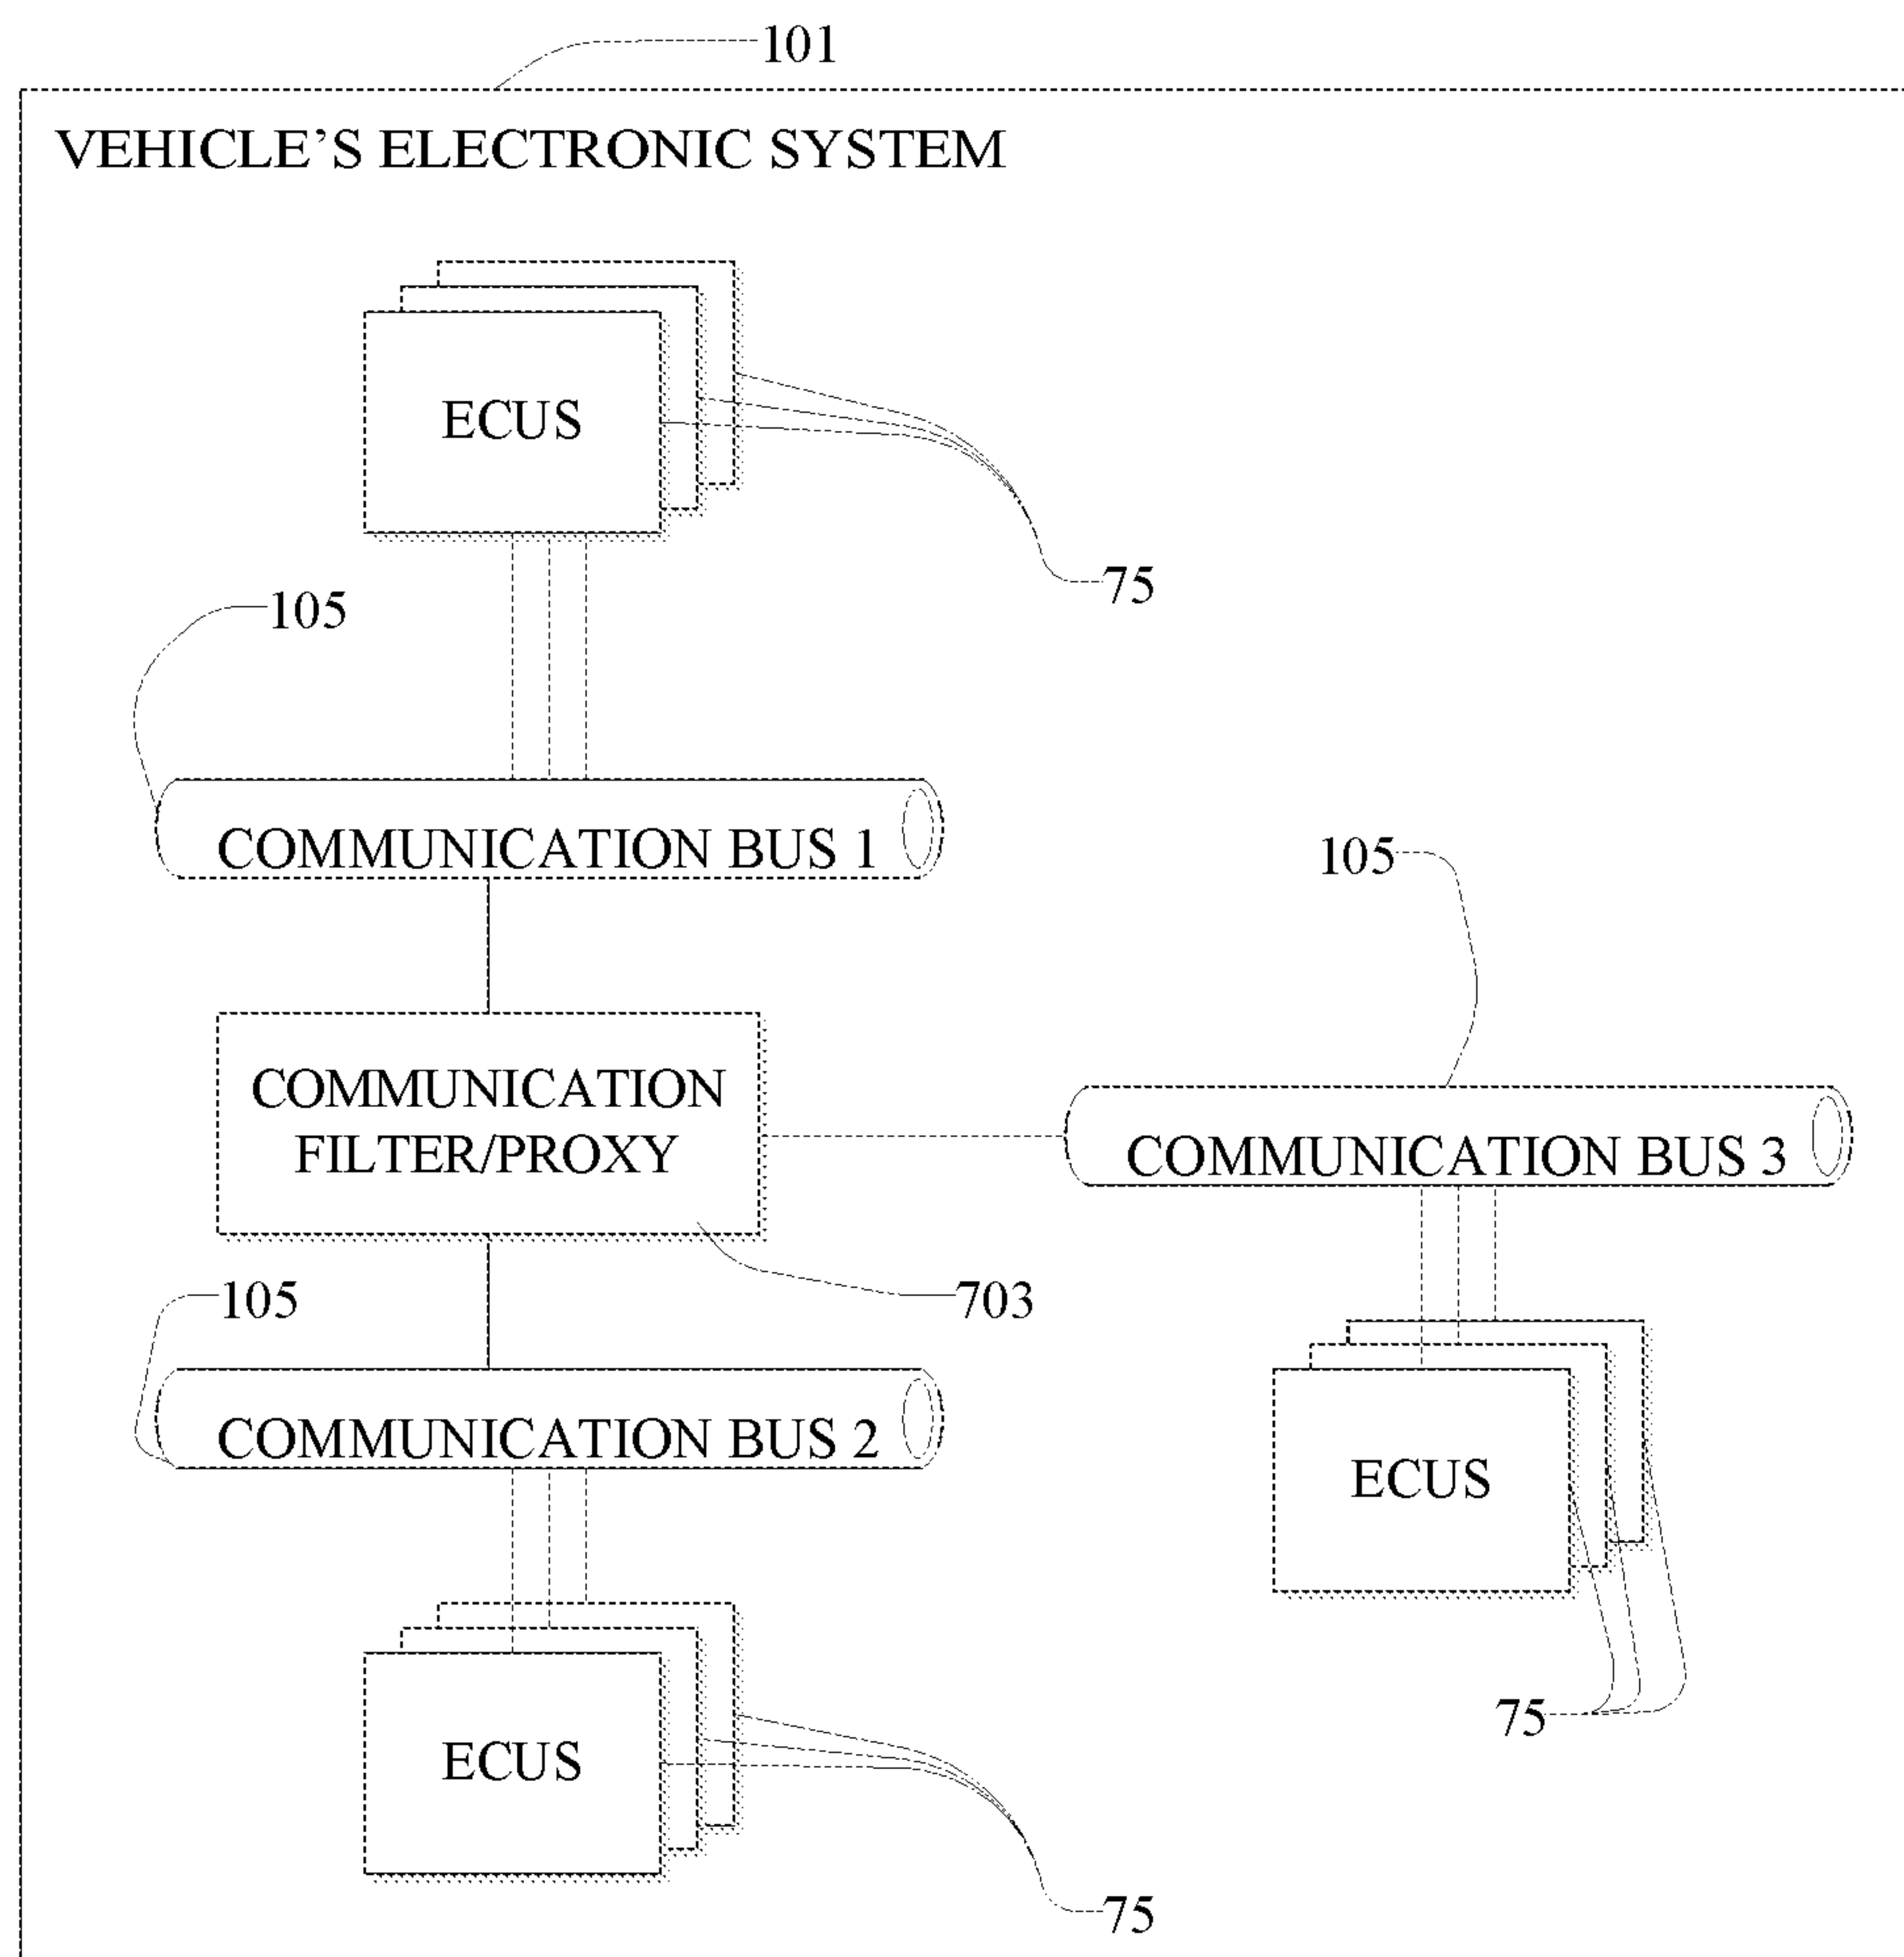 101
VEHICLE’S ELECTRONIC SYSTEM
ECUS
75
105
COMMUNICATION BUS 1
105
COMMUNICATION
FILTER/PROXY
COMMUNICATION BUS 3
703
105
COMMUNICATION BUS 2
ECUS
75
ECUS
75